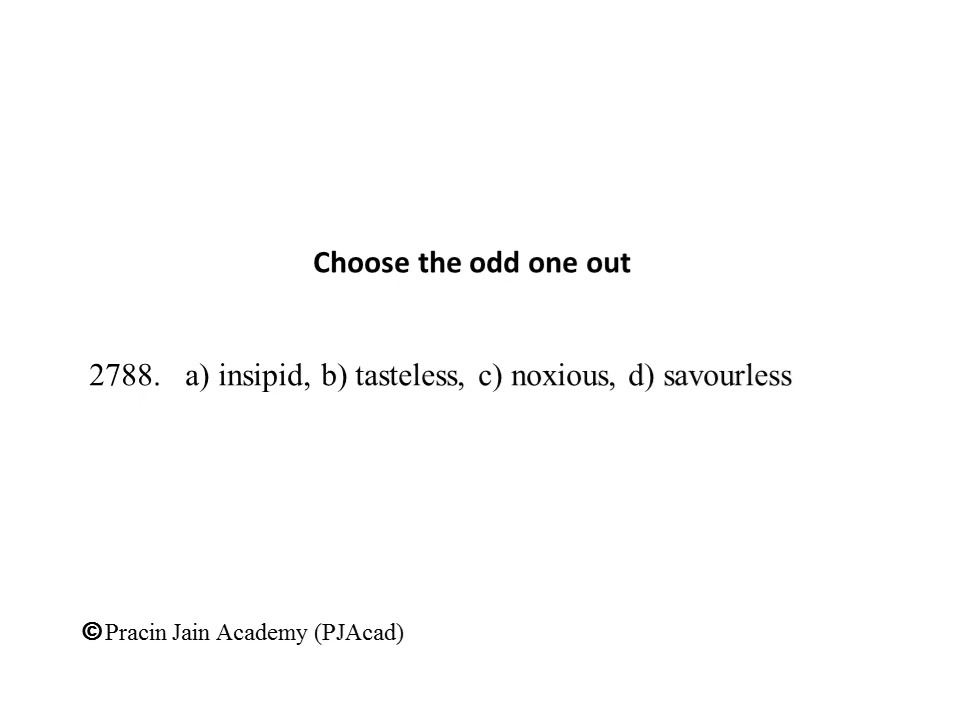 Choose the odd one out
2788. a) insipid, b) tasteless, c) noxious, d) savourless
©Pracin Jain Academy (PJAcad)